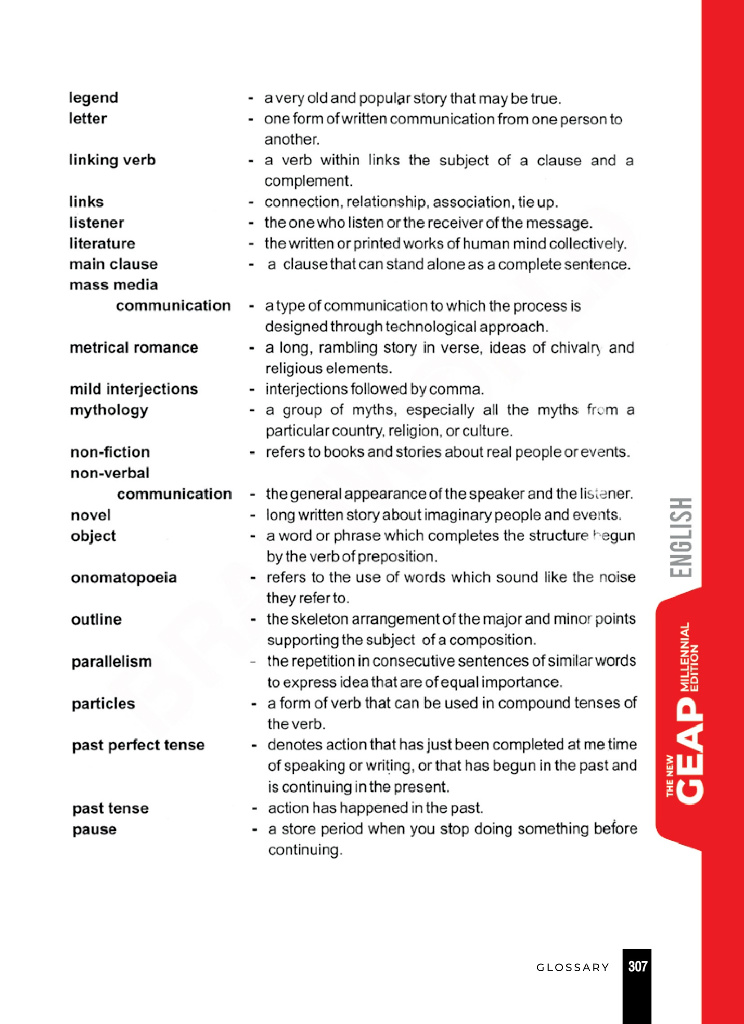 legend - a very old and popular story that may be true.
letter - one form of written communication from one person to
another.
linking verb - a verb within links the subject of a clause and a
complement.
links - connection, relationship, association, tie up.
listener - the one who listen or the receiver of the message.
literature - the written or printed works of human mind collectively.
main clause - a clause that can stand alone as a complete sentence.
mass media
communication - a type of communication to which the process is
designed through technological approach.
metrical romance - a long, rambling story in verse, ideas of chivalry and
religious elements.
mild interjections - interjections followed by comma.
mythology - a group of myths, especially all the myths from a
particular country, religion, or culture.
non-fiction - refers to books and stories about real people or events.
non-verbal
communication - the general appearance of the speaker and the listener.
novel - long written story about imaginary people and events.
object - a word or phrase which completes the structure begun
by the verb of preposition.
onomatopoeia - refers to the use of words which sound like the noise
they refer to.
outline - the skeleton arrangement of the major and minor points
supporting the subject of a composition.
parallelism - the repetition in consecutive sentences of similar words
to express idea that are of equal importance.
particles - a form of verb that can be used in compound tenses of
the verb.
past perfect tense - denotes action that has just been completed at me time
of speaking or writing, or that has begun in the past and
is continuing in the present.
past tense - action has happened in the past.
pause - a store period when you stop doing something before
continuing.
ENGLISH
THE NEW
GEAP
MILLENNIAL
EDITION
GLOSSARY 307